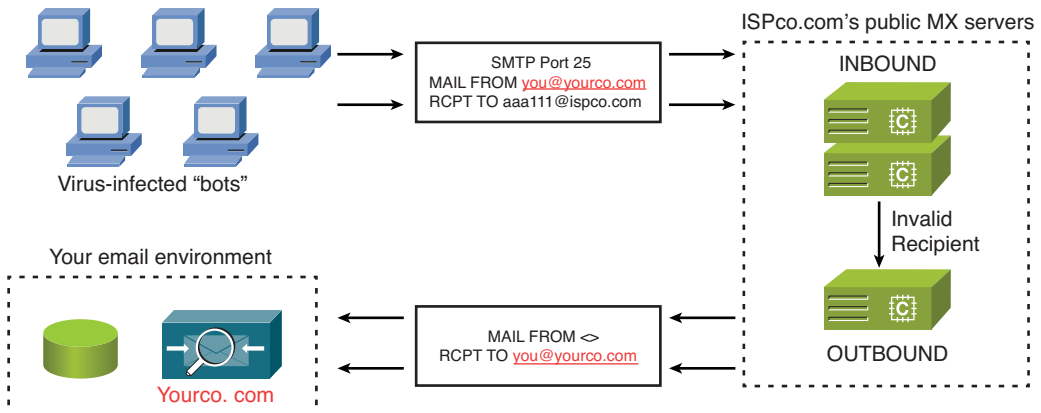 ISPco.com's public MX servers
SMTP Port 25
MAIL FROM you@yourco.com
RCPT TO aaa111@ispco.com
INBOUND
C
C
Virus-infected “bots”
Invalid
Recipient
Your email environment
MAIL FROM <>
RCPT TO you@yourco.com
C
OUTBOUND
Yourco. com